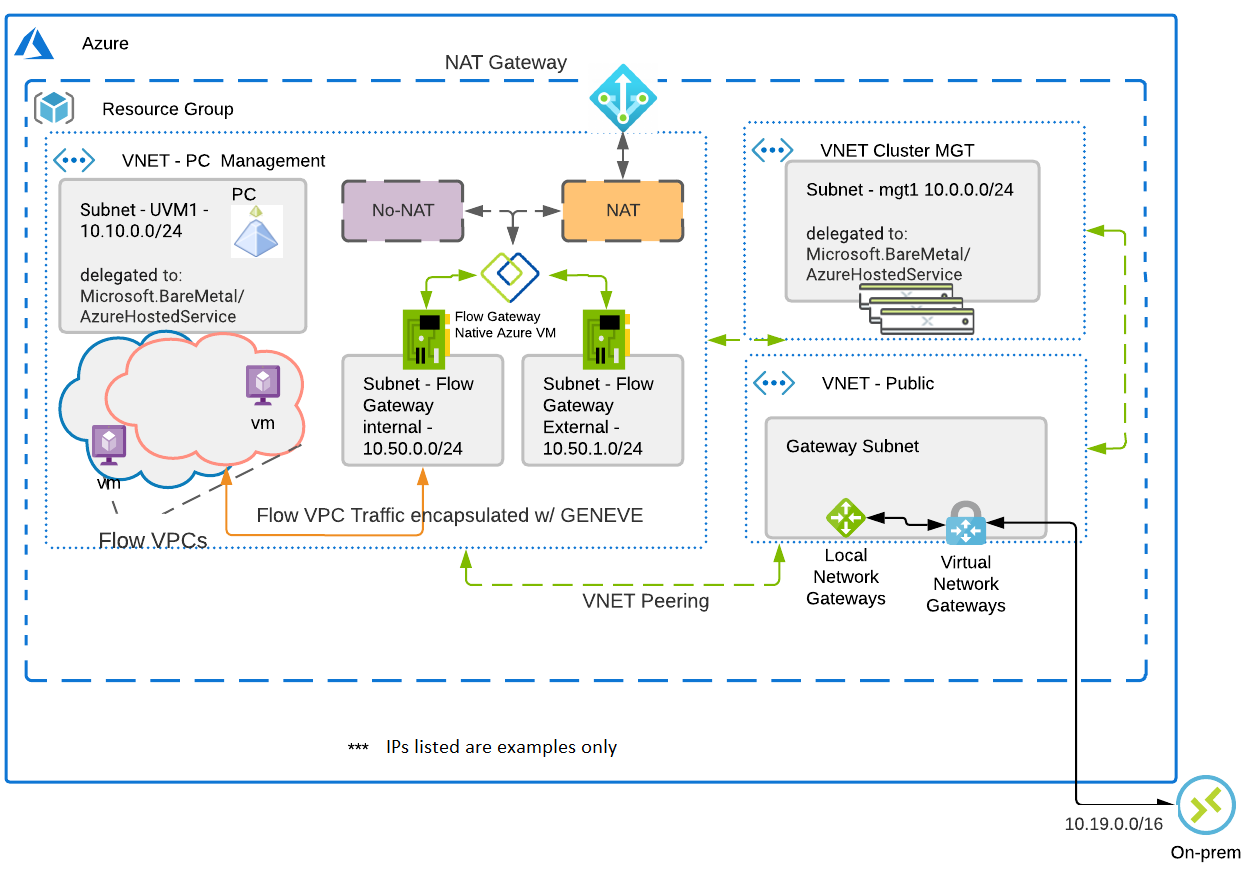 Azure
NAT Gateway
Resource Group
VNET - PC  Management
Subnet - UVM1 -
10.10.0.0/24
PC
delegated to:
Microsoft.BareMetal/
AzureHostedService
No-NAT
NAT
Flow Gateway
Native Azure VM
Subnet - Flow
Gateway
internal -
10.50.0.0/24
Subnet - Flow
Gateway
External -
10.50.1.0/24
vm
vm
Flow VPC Traffic encapsulated w/ GENEVE
Flow VPCs
VNET Cluster MGT
Subnet - mgt1 10.0.0.0/24
delegated to:
Microsoft.BareMetal/
AzureHostedService
VNET - Public
Gateway Subnet
Local
Network
Gateways
Virtual
Network
Gateways
VNET Peering
*** IPs listed are examples only
10.19.0.0/16
On-prem